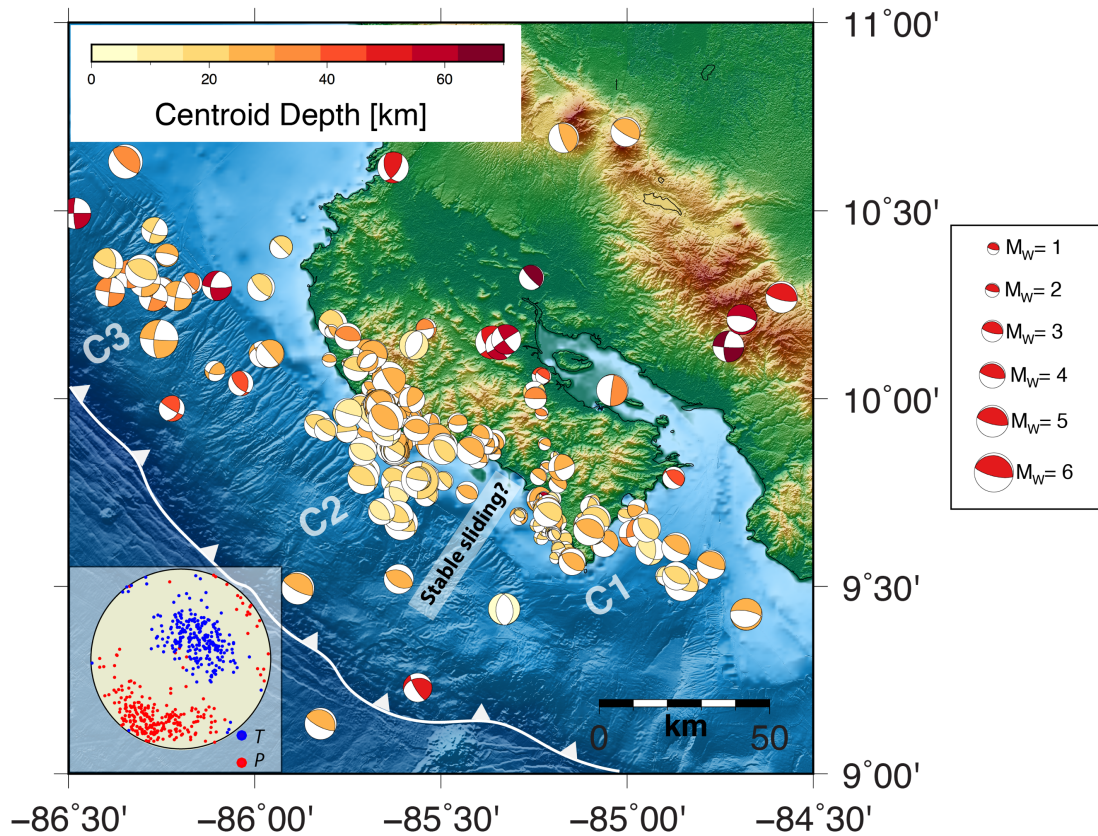 0 20 40 60
Centroid Depth [km]
11°00'
10°30'
10°00'
9°30'
9°00'
C3
C2
C1
Stable sliding?
T
P
km
0 50
−86°30' −86°00' −85°30' −85°00' −84°30'
M_W= 1
M_W= 2
M_W= 3
M_W= 4
M_W= 5
M_W= 6